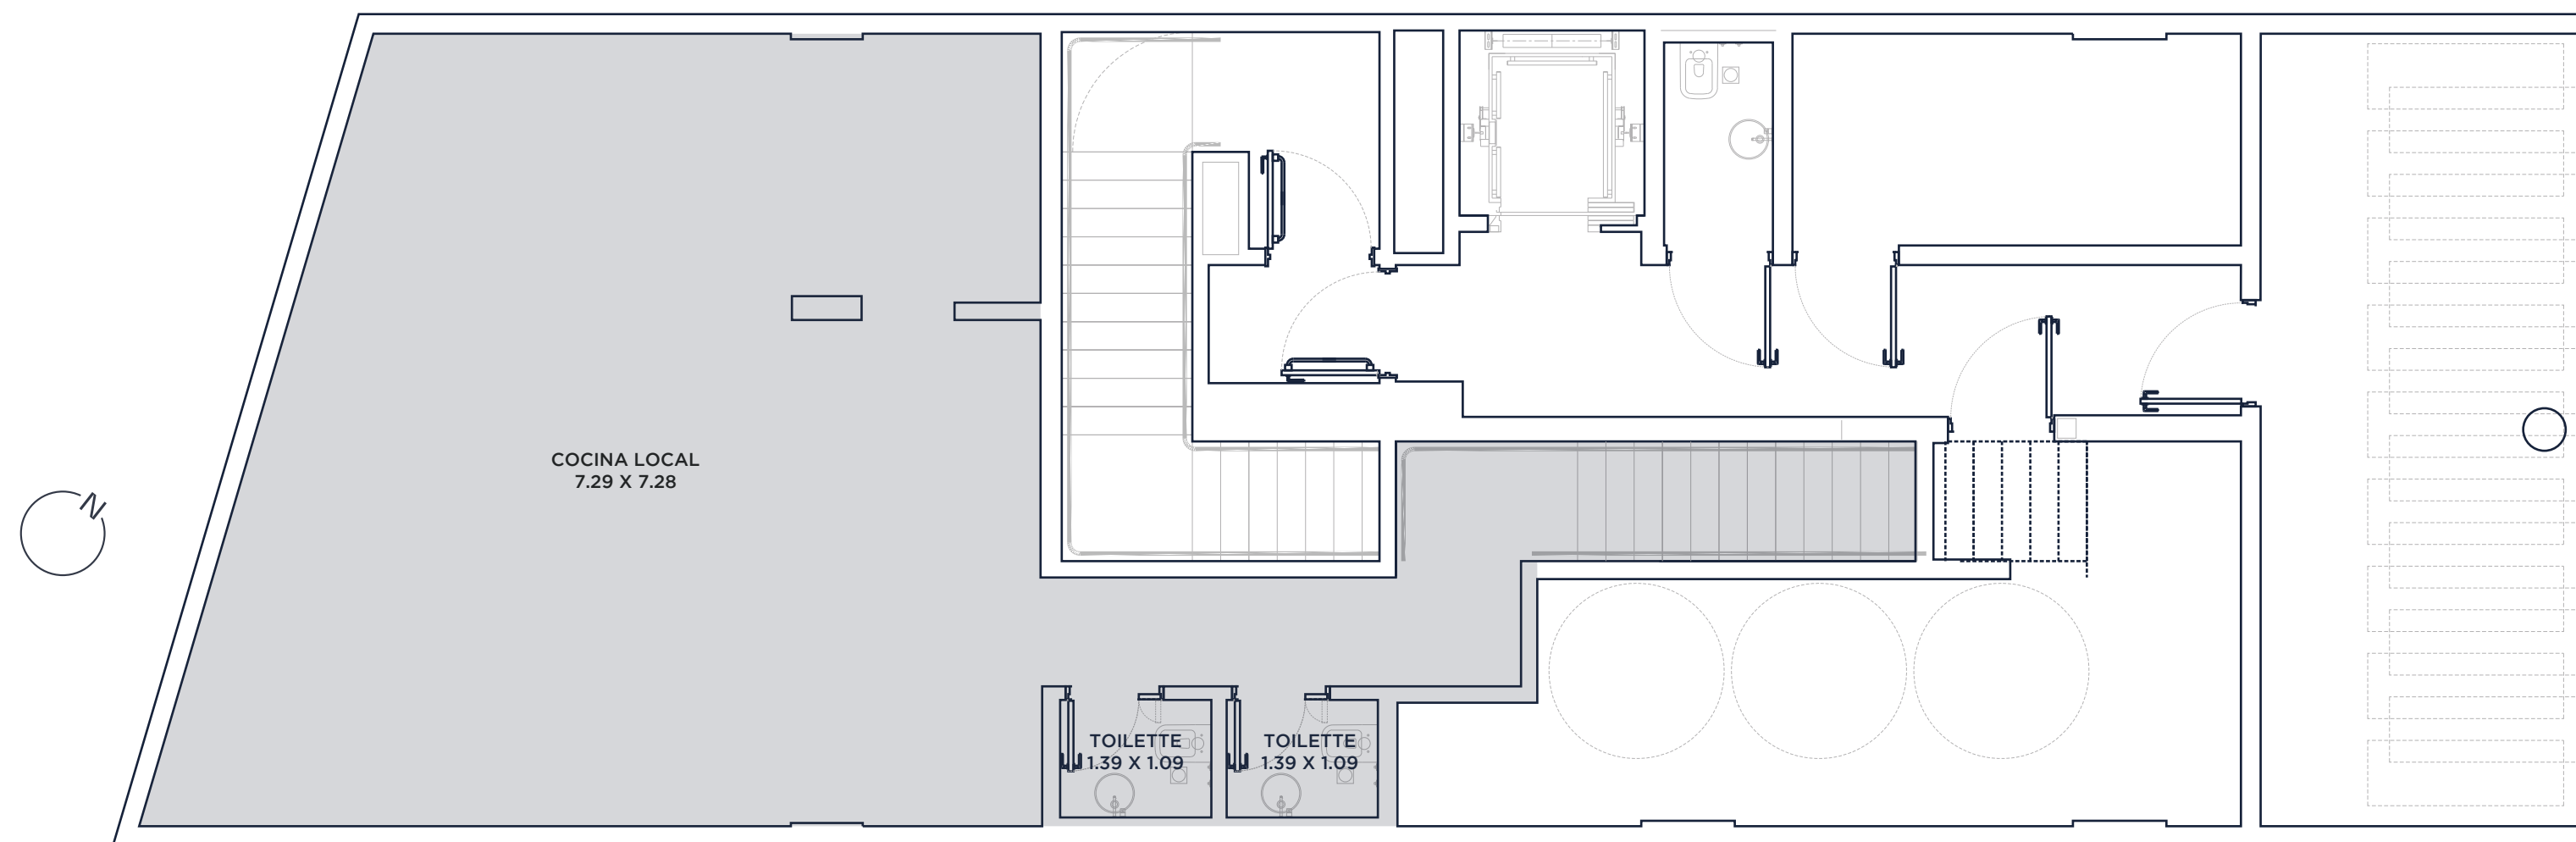 COCINA LOCAL
7.29 X 7.28
N
TOILETTE
1.39 X 1.09
TOILETTE
1.39 X 1.09